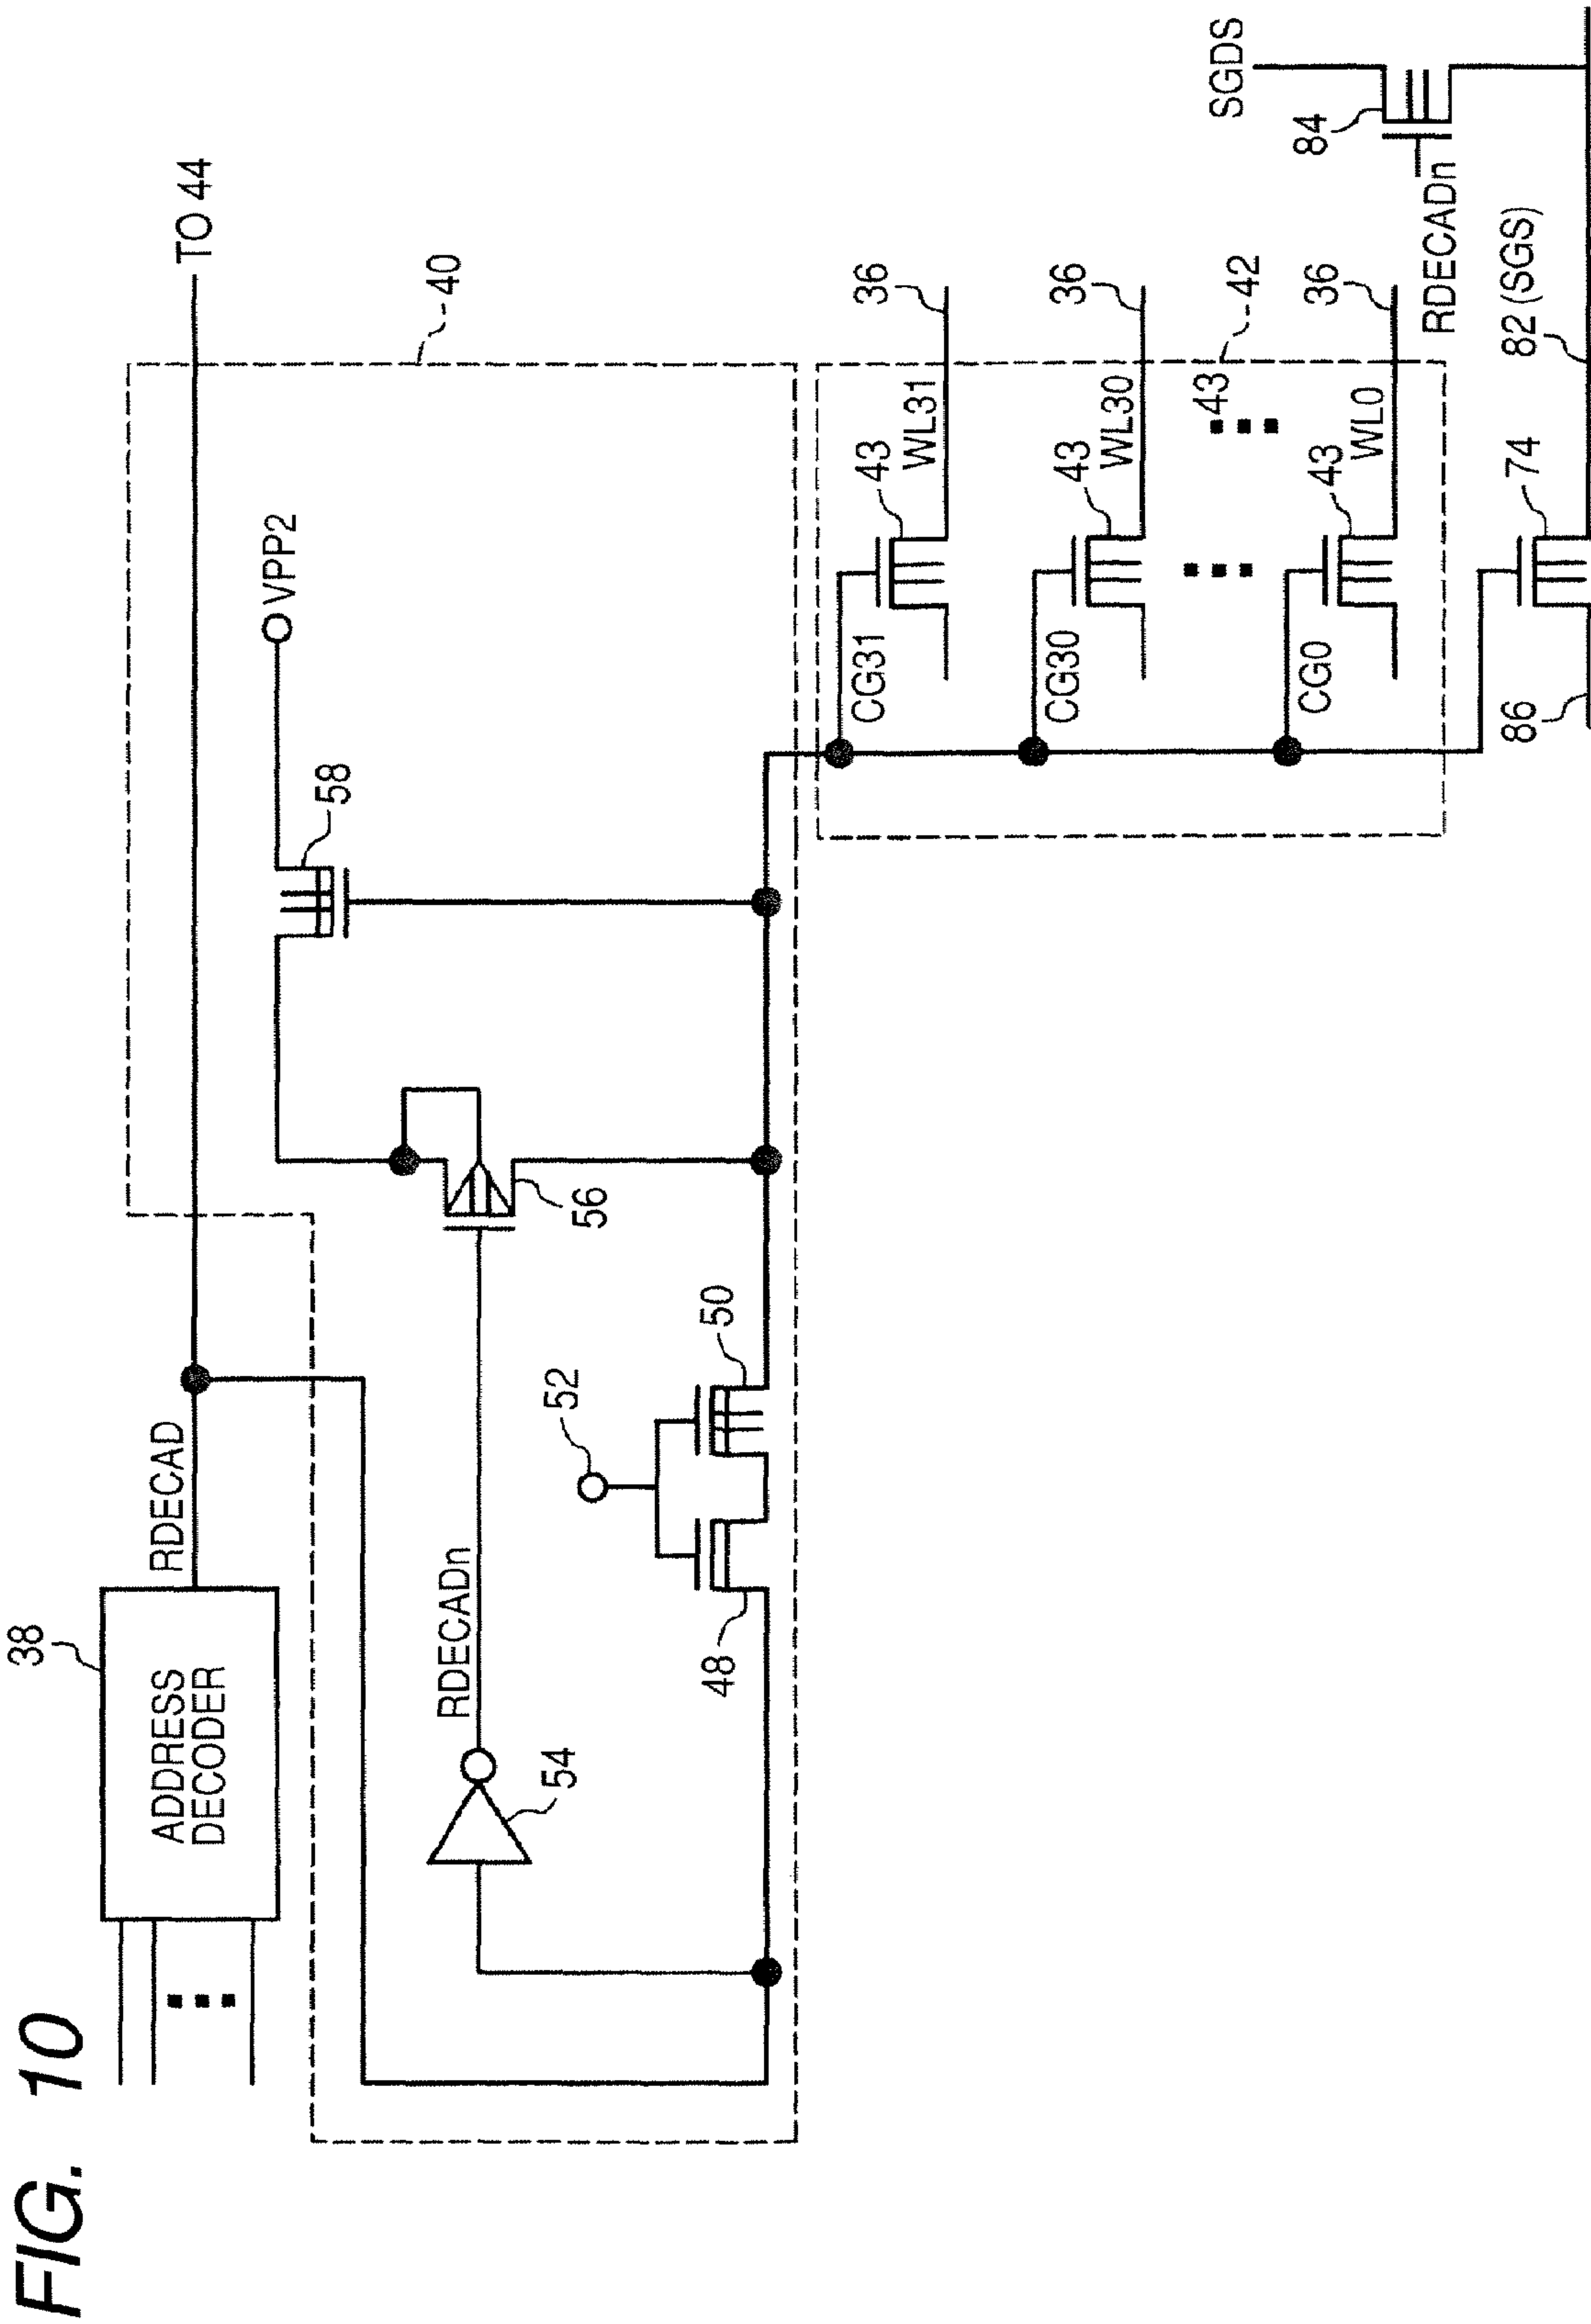 FIG. 10
38
ADDRESS
DECODER
RDECAD
TO 44
40
VPP2
58
56
RDECADn
54
52
50
48
CG31
43
WL31
36
CG30
43
WL30
36
43
42
CG0
43
WL0
36
SGDS
84
RDECADn
86
74
82 (SGS)